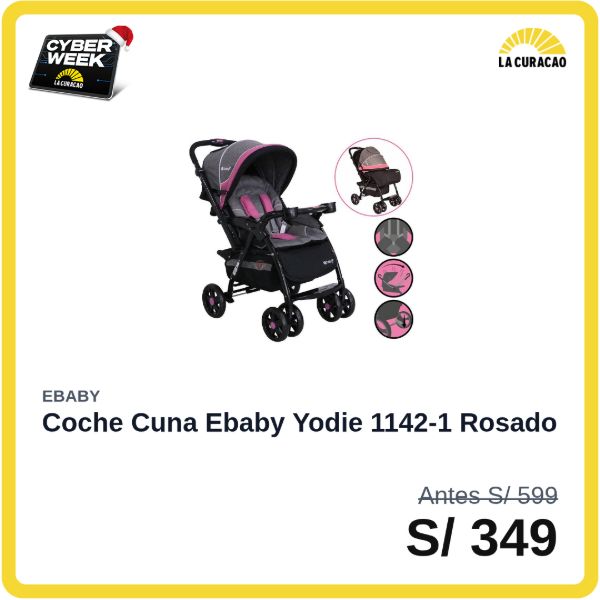 CYBER
WEEK
LA CURACAO
LA CURACAO
EBABY
Coche Cuna Ebaby Yodie 1142-1 Rosado
Antes S/ 599
S/ 349